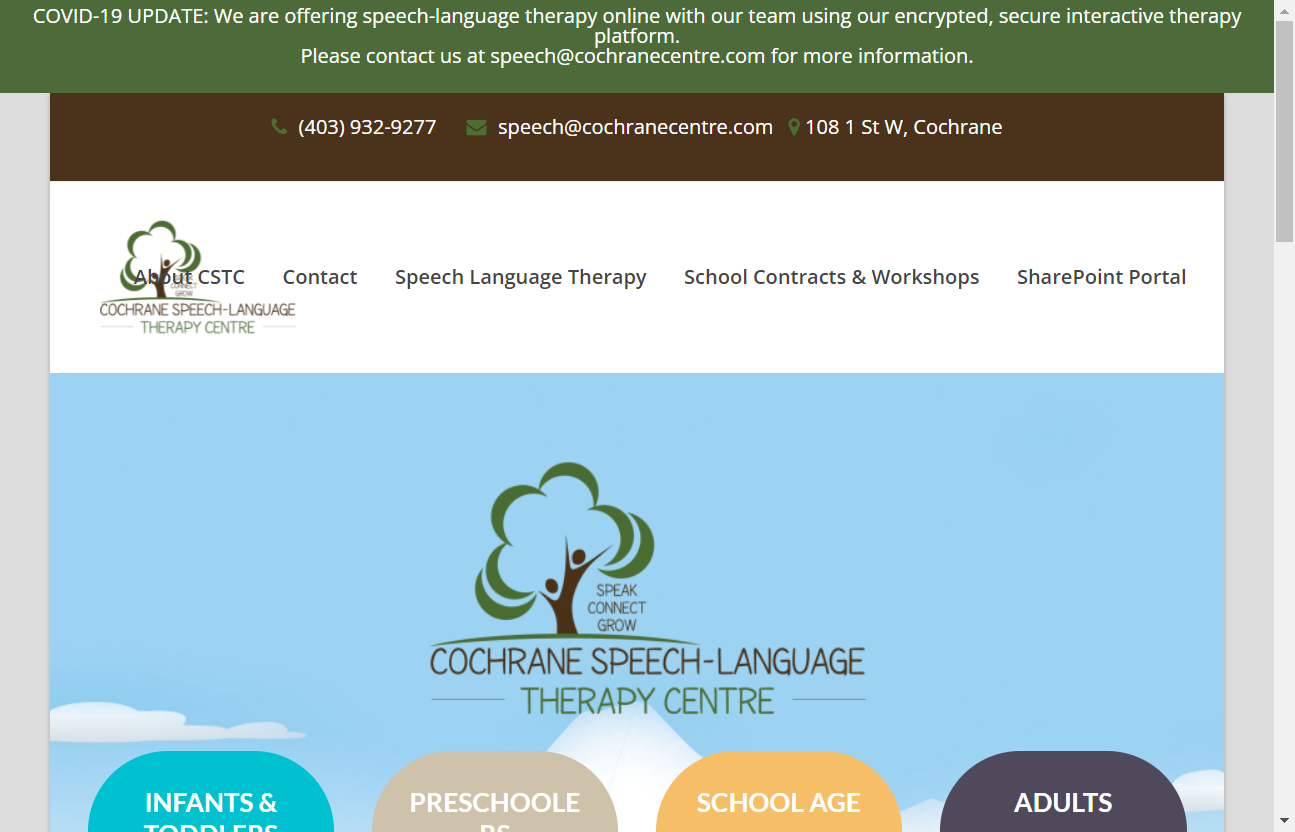 COVID-19 UPDATE: We are offering speech-language therapy online with our team using our encrypted, secure interactive therapy
platform.
Please contact us at speech@cochranecentre.com for more information.
(403) 932-9277 speech@cochranecentre.com 108 1 St W, Cochrane
About CSTC Contact Speech Language Therapy School Contracts & Workshops SharePoint Portal
CONNECT
GROW
COCHRANE SPEECH-LANGUAGE
THERAPY CENTRE
SPEAK
CONNECT
GROW
COCHRANE SPEECH-LANGUAGE
THERAPY CENTRE
INFANTS &
TODDLERS
PRESCHOOLE
RS
SCHOOL AGE
ADULTS